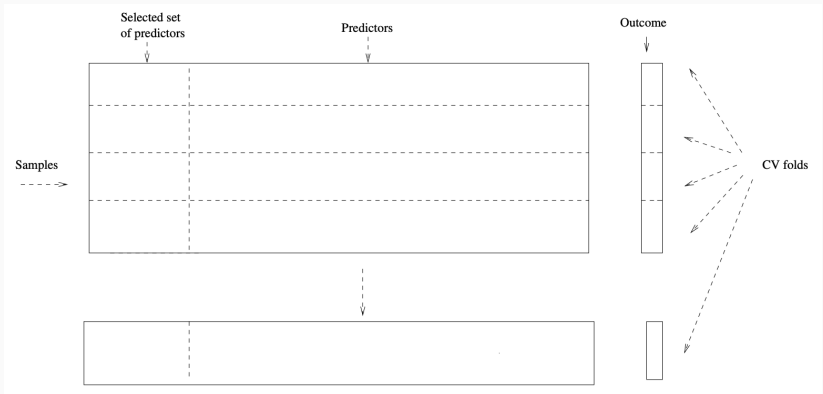 Selected set
of predictors
Predictors
Outcome
Samples
CV folds